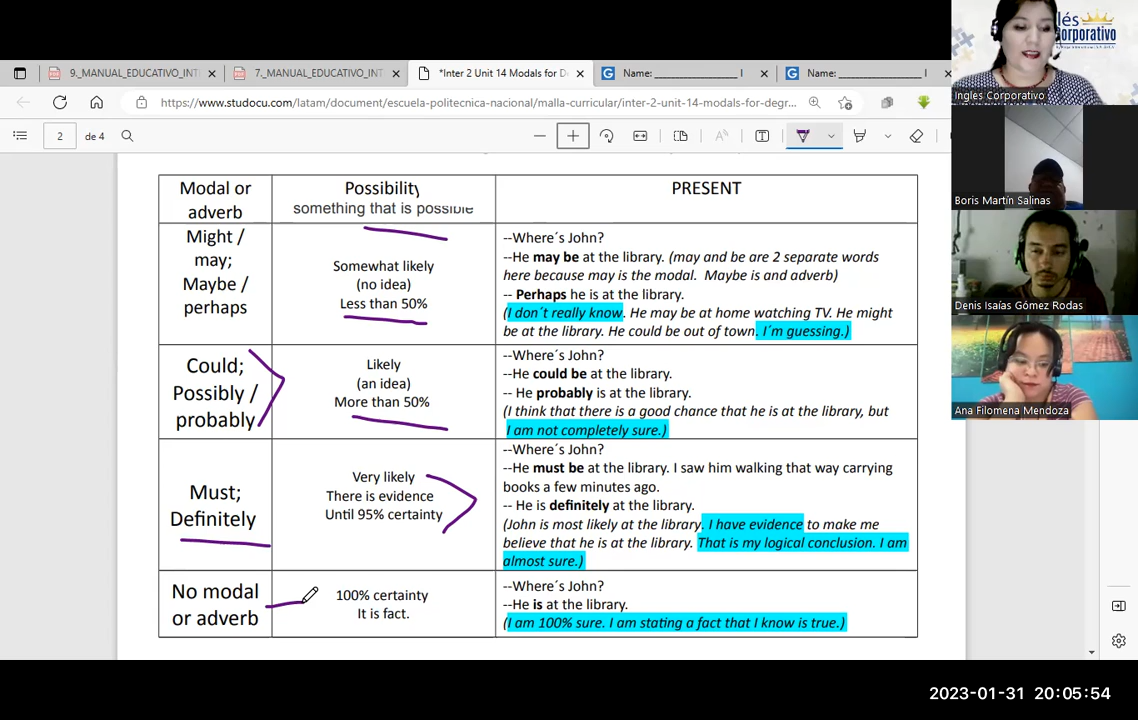 9._MANUAL_EDUCATIVO_INT
7._MANUAL_EDUCATIVO_INT
*Inter 2 Unit 14 Modals for De
Name: ____________ I
Name: ____________ I
https://www.studocu.com/latam/document/escuela-politecnica-nacional/malla-curricular/inter-2-unit-14-modals-for-degr...
2 de 4
Modal or
adverb
Possibility
something that is possible
PRESENT
Might /
may;
Maybe /
perhaps
Somewhat likely
(no idea)
Less than 50%
--Where´s John?
--He may be at the library. (may and be are 2 separate words
here because may is the modal. Maybe is and adverb)
-- Perhaps he is at the library.
(I don´t really know. He may be at home watching TV. He might
be at the library. He could be out of town. I´m guessing.)
Could;
Possibly /
probably
Likely
(an idea)
More than 50%
--Where´s John?
--He could be at the library.
-- He probably is at the library.
(I think that there is a good chance that he is at the library, but
I am not completely sure.)
Must;
Definitely
Very likely
There is evidence
Until 95% certainty
--Where´s John?
--He must be at the library. I saw him walking that way carrying
books a few minutes ago.
-- He is definitely at the library.
(John is most likely at the library. I have evidence to make me
believe that he is at the library. That is my logical conclusion. I am
almost sure.)
No modal
or adverb
100% certainty
It is fact.
--Where´s John?
--He is at the library.
(I am 100% sure. I am stating a fact that I know is true.)
lés
orporativo
Inglés Corporativo
Boris Martín Salinas
Denis Isaías Gómez Rodas
Ana Filomena Mendoza
2023-01-31 20:05:54